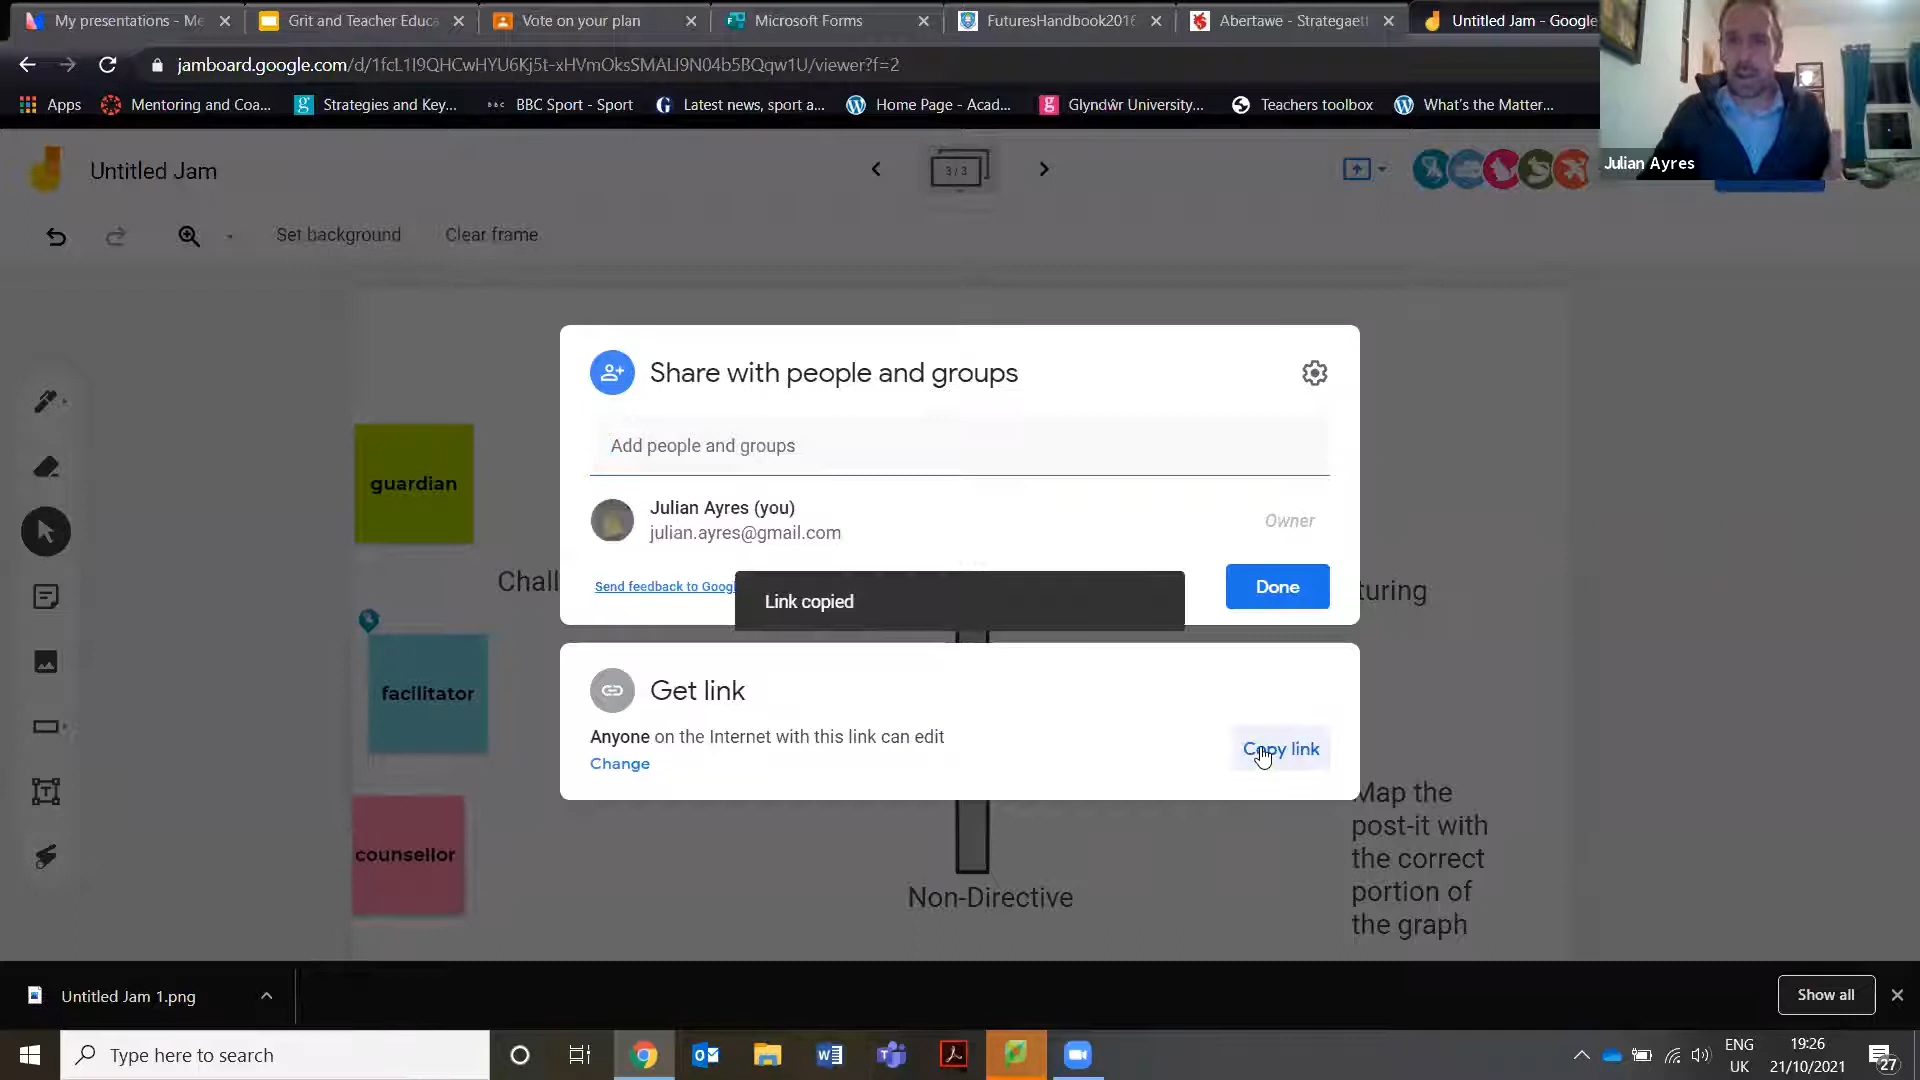 My presentations - Me
Grit and Teacher Educa
Vote on your plan
Microsoft Forms
FuturesHandbook2016
Abertawe - Strategaet
Untitled Jam - Google
jamboard.google.com/d/1fcL1I9QHCwHYU6Kj5t-xHVmOksSMALI9N04b5BQqw1U/viewer?f=2
Apps
Mentoring and Coa...
Strategies and Key...
BBC Sport - Sport
Latest news, sport a...
Home Page - Acad...
Glyndŵr University...
Teachers toolbox
What's the Matter...
Julian Ayres
Untitled Jam
3 / 3
Set background
Clear frame
Share with people and groups
Add people and groups
Julian Ayres (you)
julian.ayres@gmail.com
Owner
Send feedback to Googl
Link copied
Done
guardian
Chall
turing
facilitator
Get link
Anyone on the Internet with this link can edit
Change
Copy link
counsellor
Non-Directive
Map the
post-it with
the correct
portion of
the graph
Untitled Jam 1.png
Show all
Type here to search
ENG
UK
19:26
21/10/2021
27